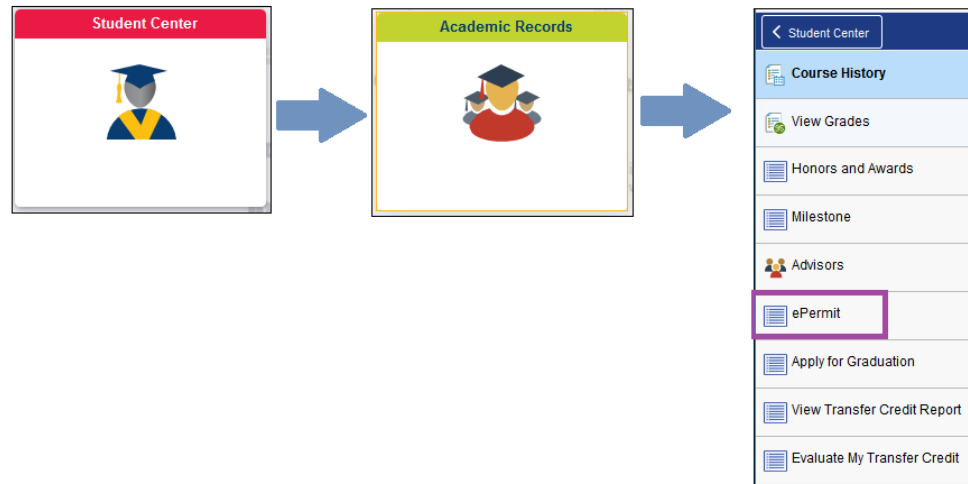 Student Center
Academic Records
Student Center
Course History
View Grades
Honors and Awards
Milestone
Advisors
ePermit
Apply for Graduation
View Transfer Credit Report
Evaluate My Transfer Credit